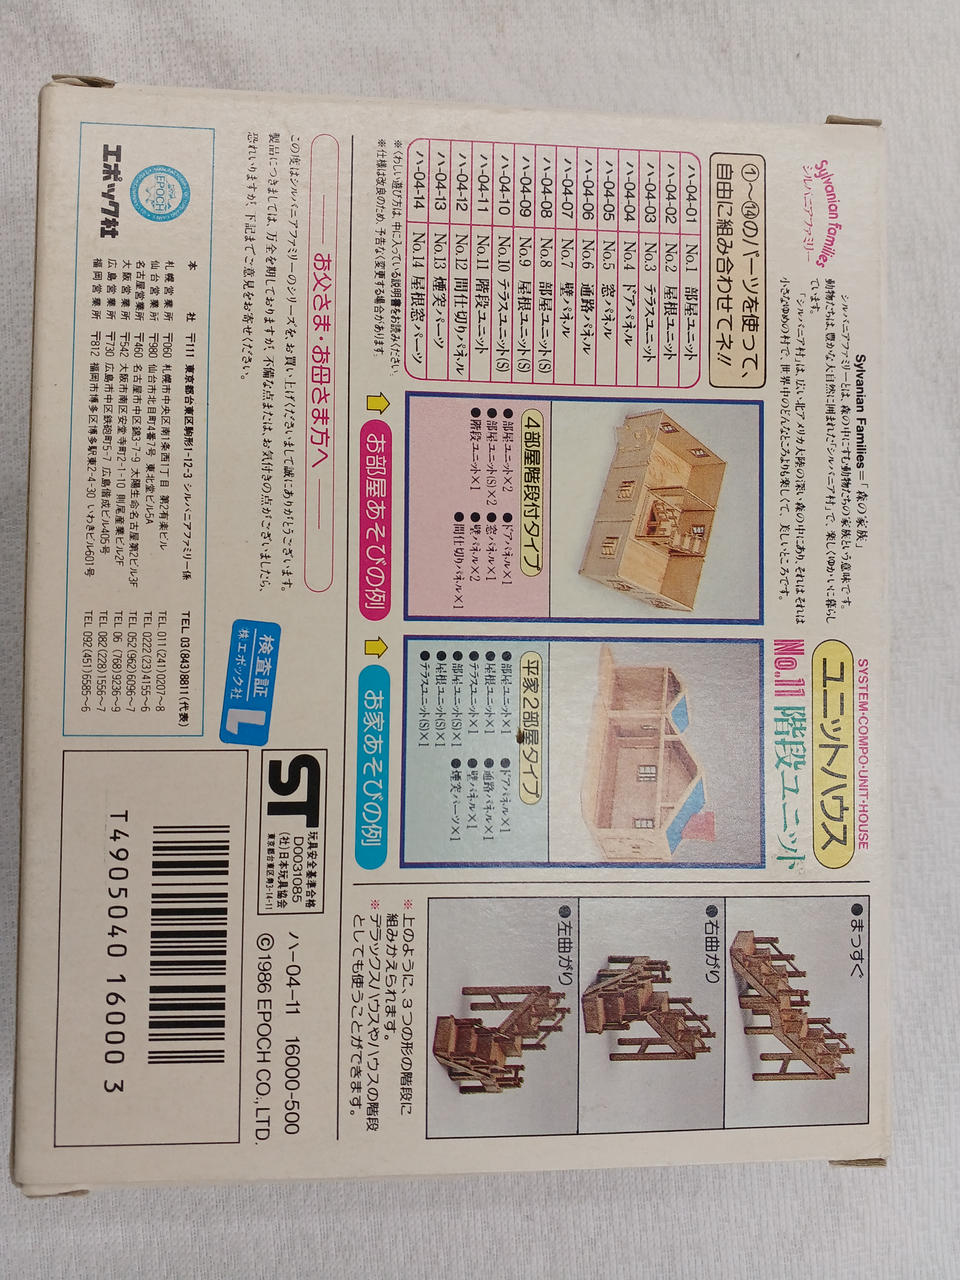 Sylvanian Families
シルバニアファミリー
Sylvanian Families=「森の家族」
シルバニアファミリーとは、森の中にすむ動物たちの家族という意味です。
動物たちは、豊かな大自然に囲まれた「シルバニア村」で、楽しくゆかいに暮らし
ています。
「シルバニア村」は、広い北アメリカ大陸の深い森の中にあり、それはそれは
小さなゆめの村で、世界中のどんなところよりも楽しくて、美しいところです。
SYSTEM・COMPO・UNIT・HOUSE
ユニットハウス
No.11 階段ユニット
①〜⑭のパーツを使って、
自由に組み合わせてネ!!
ハ-04-01 No.1 部屋ユニット
ハ-04-02 No.2 屋根ユニット
ハ-04-03 No.3 テラスユニット
ハ-04-04 No.4 ドアパネル
ハ-04-05 No.5 窓パネル
ハ-04-06 No.6 通路パネル
ハ-04-07 No.7 壁パネル
ハ-04-08 No.8 部屋ユニット(S)
ハ-04-09 No.9 屋根ユニット(S)
ハ-04-10 No.10 テラスユニット(S)
ハ-04-11 No.11 階段ユニット
ハ-04-12 No.12 間仕切りパネル
ハ-04-13 No.13 煙突パーツ
ハ-04-14 No.14 屋根窓パーツ
※くわしい遊び方は、中に入っている説明書をお読みください。
※仕様は改良のため、予告なく変更する場合があります。
4部屋階段付タイプ
●部屋ユニット×2
●部屋ユニット(S)×2
●階段ユニット×1
●ドアパネル×1
●窓パネル×1
●壁パネル×2
●間仕切りパネル×1
お部屋あそびの例
平家2部屋タイプ
●部屋ユニット×1
●屋根ユニット×1
●テラスユニット×1
●部屋ユニット(S)×1
●屋根ユニット(S)×1
●テラスユニット(S)×1
●ドアパネル×1
●通路パネル×1
●壁パネル×1
●煙突パーツ×1
お家あそびの例
●まっすぐ
●右曲がり
●左曲がり
※上のように、3つの形の階段に
組みかえられます。
※デラックスハウスやハウスの階段
としても使うことができます。
お父さま・お母さま方へ
この度はシルバニアファミリーのシリーズを、お買い上げくださいまして誠にありがとうございます。
製品につきましては、万全を期しておりますが、不備な点または、お気付きの点がございましたら、
恐れいりますが、下記までご意見をお寄せください。
EPOCH
エポック社
本 社 〒111 東京都台東区駒形1-12-3 シルバニアファミリー係 TEL 03(843)8811(代表)
札幌営業所 〒060 札幌市中央区南1条西1丁目 第2有楽ビル TEL 011(241)0207〜8
仙台営業所 〒980 仙台市北目町4番7号 東北堂ビル5A TEL 0222(23)4155〜6
名古屋営業所 〒460 名古屋市中区錦3-7-9 太陽生命名古屋第2ビル3F TEL 052(962)6096〜7
大阪営業所 〒542 大阪市南区安堂寺町2-1-10 則尾産業ビル2F TEL 06 (768)9236〜9
広島営業所 〒730 広島市中区鉄砲町5-7 広島偕成ビル405号 TEL 082(228)1556〜7
福岡営業所 〒812 福岡市博多区博多駅東2-4-30 いわきビル601号 TEL 092(451)6585〜6
検査証
株式会社エポック社
ST
玩具安全基準合格
D0031085
(社)日本玩具協会
東京都台東区寿3-14-11
ハ-04-11 16000-500
©1986 EPOCH CO., LTD.
T4905040 160003